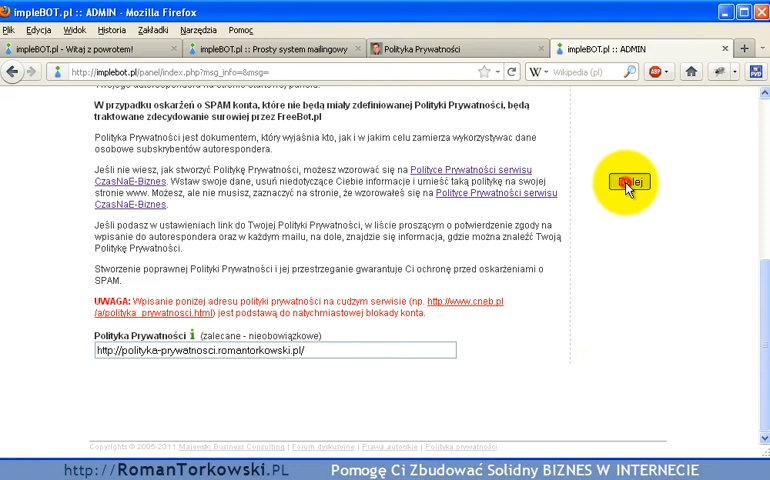 impleBOT.pl :: ADMIN - Mozilla Firefox
Plik Edycja Widok Historia Zakładki Narzędzia Pomoc
impleBOT.pl - Witaj z powrotem! impleBOT.pl :: Prosty system mailingowy Polityka Prywatności impleBOT.pl :: ADMIN
http://implebot.pl/panel/index.php?msg_info=&msg= Wikipedia (pl)
W przypadku oskarżeń o SPAM konta, które nie będą miały zdefiniowanej Polityki Prywatności, będą
traktowane zdecydowanie surowiej przez FreeBot.pl
Polityka Prywatności jest dokumentem, który wyjaśnia kto, jak i w jakim celu zamierza wykorzystywac dane
osobowe subskrybentów autorespondera.
Jeśli nie wiesz, jak stworzyć Politykę Prywatności, możesz wzorować się na Polityce Prywatności serwisu
CzasNaE-Biznes. Wstaw swoje dane, usuń niedotyczące Ciebie informacje i umieść taką politykę na swojej
stronie www. Możesz, ale nie musisz, zaznaczyć na stronie, że wzorowałeś się na Polityce Prywatności serwisu
CzasNaE-Biznes.
Jeśli podasz w ustawieniach link do Twojej Polityki Prywatności, w liście proszącym o potwierdzenie zgody na
wpisanie do autorespondera oraz w każdym mailu, na dole, znajdzie się informacja, gdzie można znaleźć Twoją
Politykę Prywatności.
Stworzenie poprawnej Polityki Prywatności i jej przestrzeganie gwarantuje Ci ochronę przed oskarżeniami o
SPAM.
UWAGA: Wpisanie poniżej adresu polityki prywatności na cudzym serwisie (np. http://www.cneb.pl
/a/polityka_prywatnosci.html) jest podstawą do natychmiastowej blokady konta.
Polityka Prywatności i (zalecane - nieobowiązkowe)
http://polityka-prywatnosci.romantorkowski.pl/
Copyrights © 2005-2011 Majewski Business Consulting | Forum dyskusyjne | Prawa autorskie | Polityka prywatności
http://RomanTorkowski.PL Pomogę Ci Zbudować Solidny BIZNES W INTERNECIE